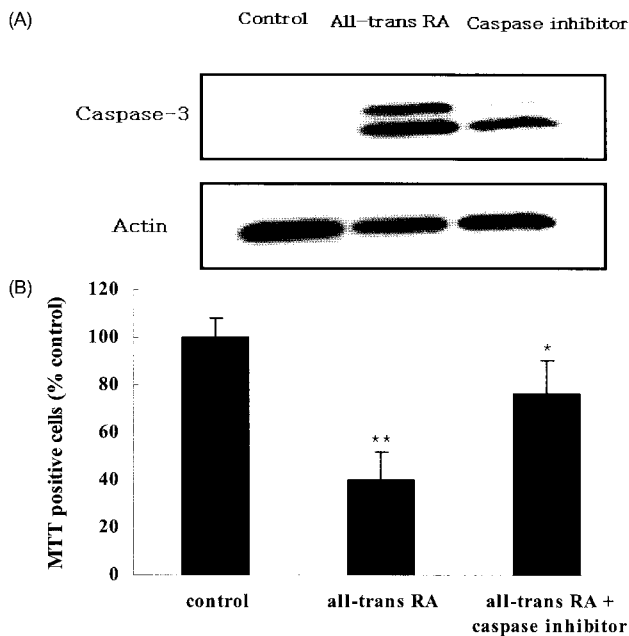 (A)
Control All-trans RA Caspase inhibitor
Caspase-3
Actin
(B)
MTT positive cells (% control)
120
100
80
60
40
20
0
**
*
control all-trans RA all-trans RA +
caspase inhibitor